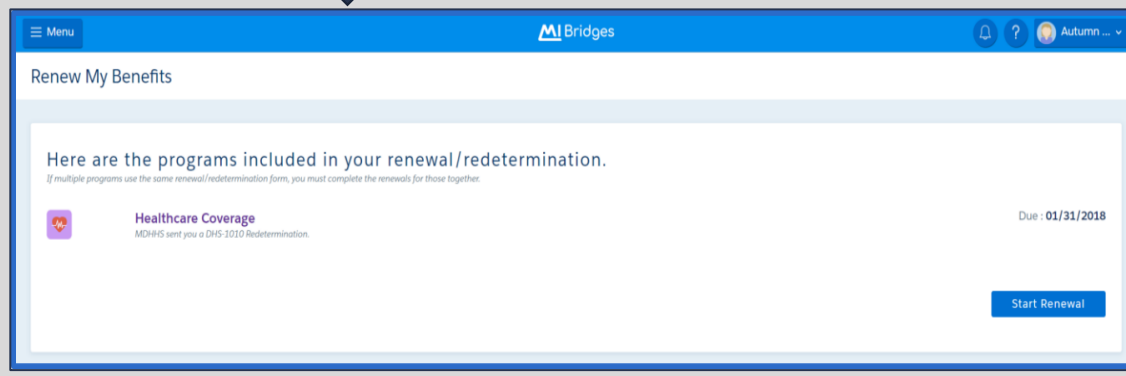 Menu
MI Bridges
?
Autumn ...
Renew My Benefits
Here are the programs included in your renewal/redetermination.
If multiple programs use the same renewal/redetermination form, you must complete the renewals for those together.
Healthcare Coverage
Due : 01/31/2018
MDHHS sent you a DHS-1010 Redetermination.
Start Renewal